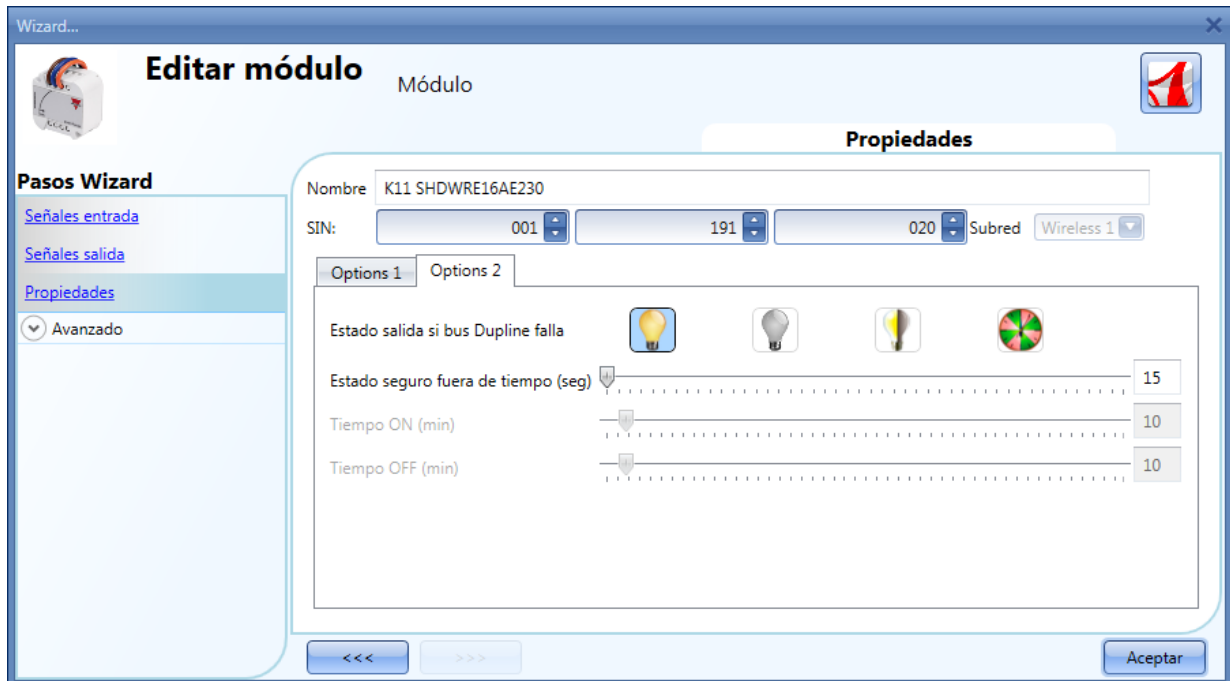 Wizard...
Editar módulo
Módulo
Propiedades
Pasos Wizard
Señales entrada
Señales salida
Propiedades
Avanzado
Nombre K11 SHDWRE16AE230
SIN: 001 191 020 Subred Wireless 1
Options 1 Options 2
Estado salida si bus Dupline falla
Estado seguro fuera de tiempo (seg) 15
Tiempo ON (min) 10
Tiempo OFF (min) 10
<<< >>> Aceptar